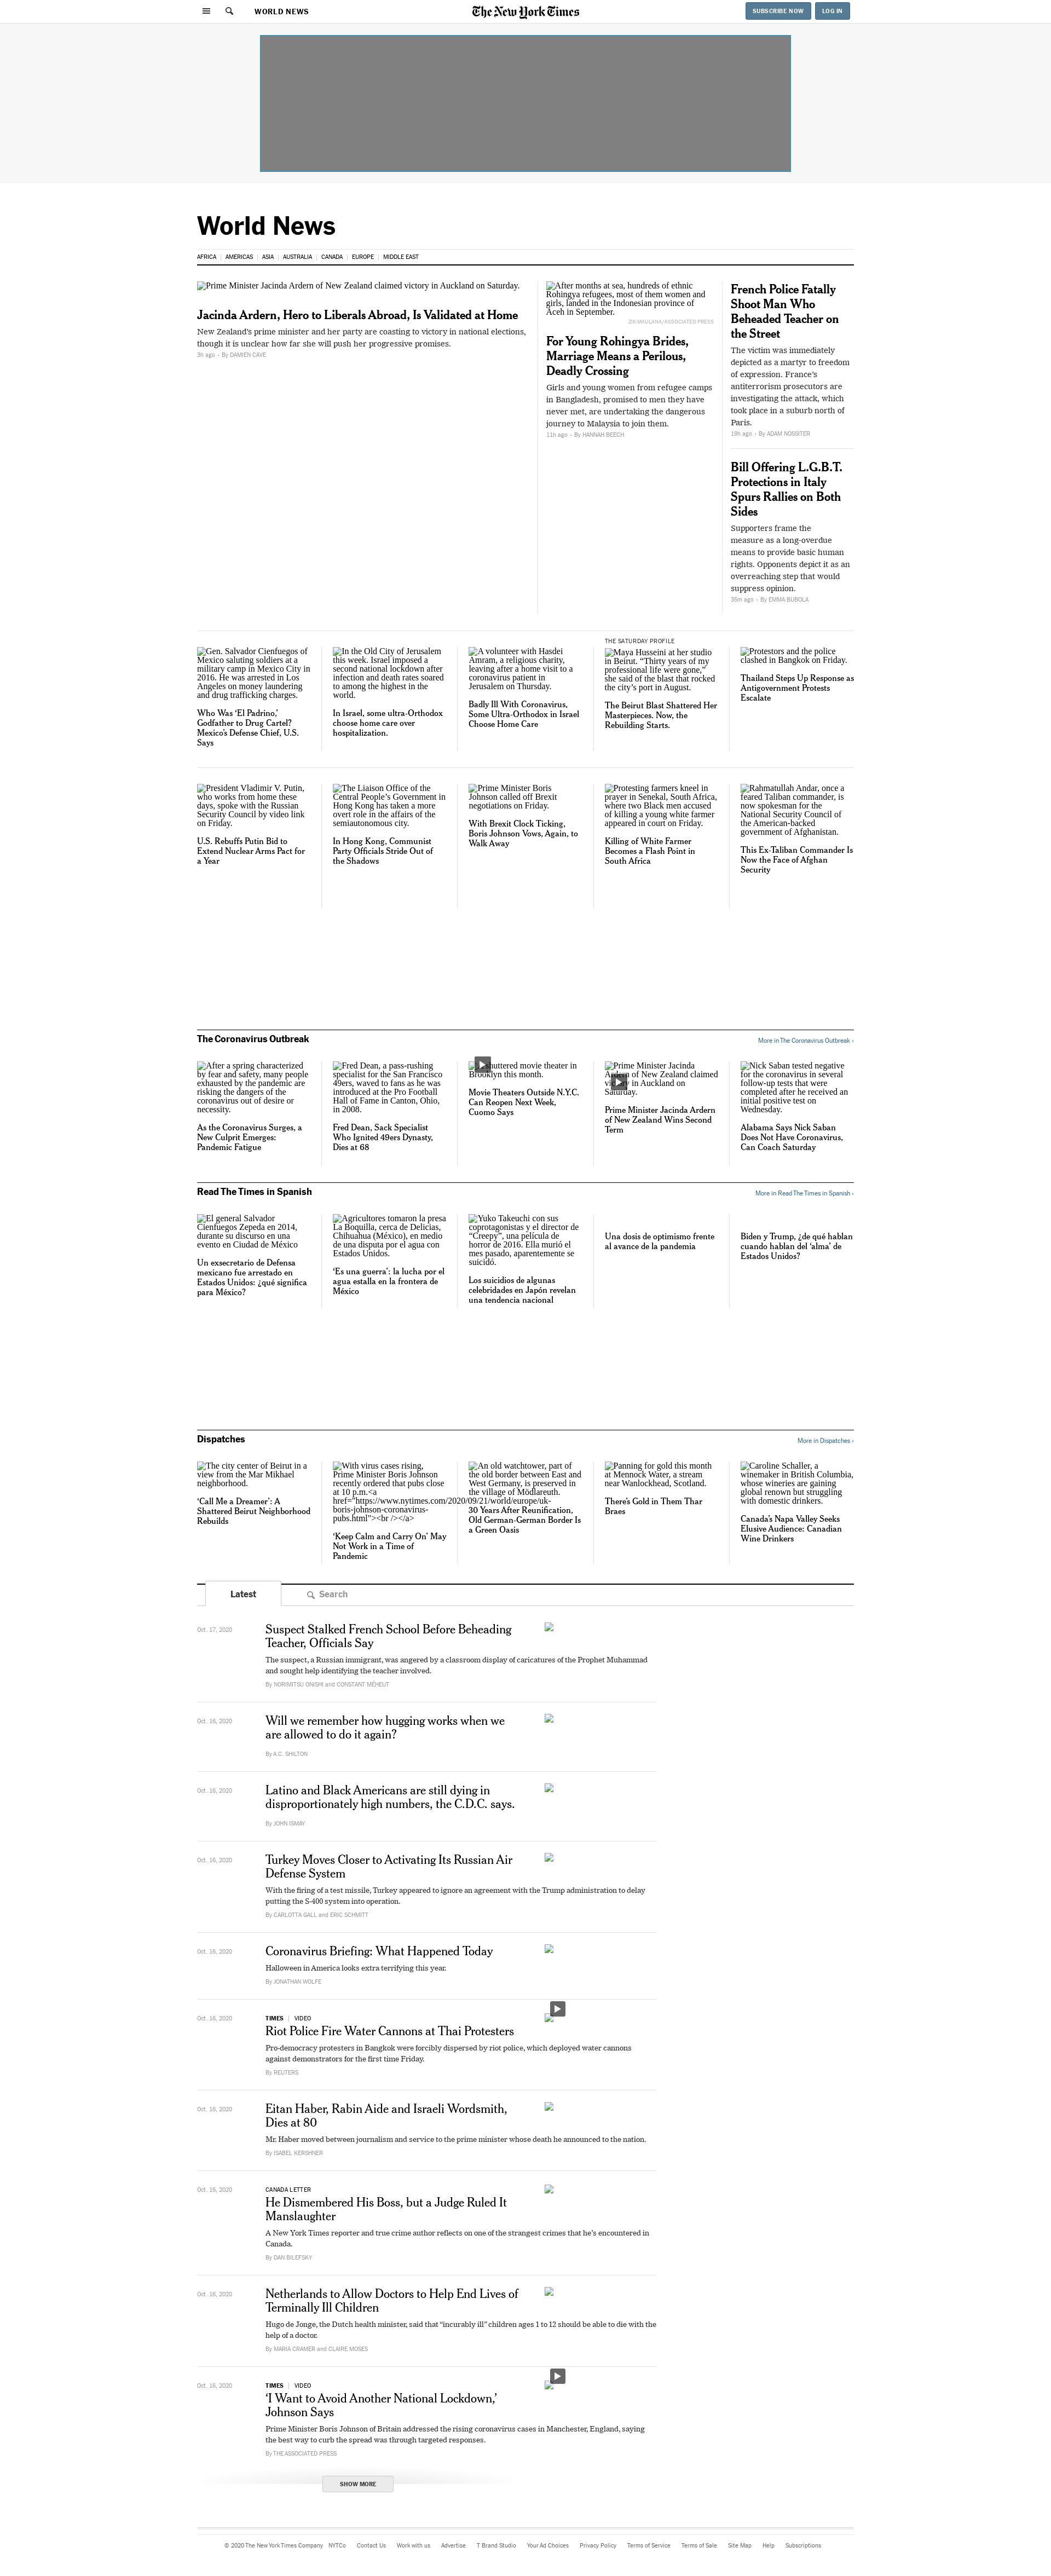 WORLD NEWS
The New York Times
SUBSCRIBE NOW
LOG IN
World News
AFRICA
AMERICAS
ASIA
AUSTRALIA
CANADA
EUROPE
MIDDLE EAST
Prime Minister Jacinda Ardern of New Zealand claimed victory in Auckland on Saturday.
Jacinda Ardern, Hero to Liberals Abroad, Is Validated at Home
New Zealand's prime minister and her party are coasting to victory in national elections,
though it is unclear how far she will push her progressive promises.
3h ago · By DAMIEN CAVE
After months at sea, hundreds of ethnic
Rohingya refugees, most of them women and
girls, landed in the Indonesian province of
Aceh in September.
ZIK MAULANA/ASSOCIATED PRESS
For Young Rohingya Brides,
Marriage Means a Perilous,
Deadly Crossing
Girls and young women from refugee camps
in Bangladesh, promised to men they have
never met, are undertaking the dangerous
journey to Malaysia to join them.
11h ago · By HANNAH BEECH
French Police Fatally
Shoot Man Who
Beheaded Teacher on
the Street
The victim was immediately
depicted as a martyr to freedom
of expression. France's
antiterrorism prosecutors are
investigating the attack, which
took place in a suburb north of
Paris.
19h ago · By ADAM NOSSITER
Bill Offering L.G.B.T.
Protections in Italy
Spurs Rallies on Both
Sides
Supporters frame the
measure as a long-overdue
means to provide basic human
rights. Opponents depict it as an
overreaching step that would
suppress opinion.
35m ago · By EMMA BUBOLA
Gen. Salvador Cienfuegos of
Mexico saluting soldiers at a
military camp in Mexico City in
2016. He was arrested in Los
Angeles on money laundering
and drug trafficking charges.
Who Was 'El Padrino,'
Godfather to Drug Cartel?
Mexico's Defense Chief, U.S.
Says
In the Old City of Jerusalem
this week. Israel imposed a
second national lockdown after
infection and death rates soared
to among the highest in the
world.
In Israel, some ultra-Orthodox
choose home care over
hospitalization.
A volunteer with Hasdei
Amram, a religious charity,
leaving after a home visit to a
coronavirus patient in
Jerusalem on Thursday.
Badly Ill With Coronavirus,
Some Ultra-Orthodox in Israel
Choose Home Care
THE SATURDAY PROFILE
Maya Husseini at her studio
in Beirut. "Thirty years of my
professional life were gone,"
she said of the blast that rocked
the city's port in August.
The Beirut Blast Shattered Her
Masterpieces. Now, the
Rebuilding Starts.
Protestors and the police
clashed in Bangkok on Friday.
Thailand Steps Up Response as
Antigovernment Protests
Escalate
President Vladimir V. Putin,
who works from home these
days, spoke with the Russian
Security Council by video link
on Friday.
U.S. Rebuffs Putin Bid to
Extend Nuclear Arms Pact for
a Year
The Liaison Office of the
Central People's Government in
Hong Kong has taken a more
overt role in the affairs of the
semiautonomous city.
In Hong Kong, Communist
Party Officials Stride Out of
the Shadows
Prime Minister Boris
Johnson called off Brexit
negotiations on Friday.
With Brexit Clock Ticking,
Boris Johnson Vows, Again, to
Walk Away
Protesting farmers kneel in
prayer in Senekal, South Africa,
where two Black men accused
of killing a young white farmer
appeared in court on Friday.
Killing of White Farmer
Becomes a Flash Point in
South Africa
Rahmatullah Andar, once a
feared Taliban commander, is
now spokesman for the
National Security Council of
the American-backed
government of Afghanistan.
This Ex-Taliban Commander Is
Now the Face of Afghan
Security
The Coronavirus Outbreak
More in The Coronavirus Outbreak ›
After a spring characterized
by fear and safety, many people
exhausted by the pandemic are
risking the dangers of the
coronavirus out of desire or
necessity.
As the Coronavirus Surges, a
New Culprit Emerges:
Pandemic Fatigue
Fred Dean, a pass-rushing
specialist for the San Francisco
49ers, waved to fans as he was
introduced at the Pro Football
Hall of Fame in Canton, Ohio,
in 2008.
Fred Dean, Sack Specialist
Who Ignited 49ers Dynasty,
Dies at 68
movie theater in
Brooklyn this month.
Movie Theaters Outside N.Y.C.
Can Reopen Next Week,
Cuomo Says
Prime Minister Jacinda
of New Zealand claimed
in Auckland on
Saturday.
Prime Minister Jacinda Ardern
of New Zealand Wins Second
Term
Nick Saban tested negative
for the coronavirus in several
follow-up tests that were
completed after he received an
initial positive test on
Wednesday.
Alabama Says Nick Saban
Does Not Have Coronavirus,
Can Coach Saturday
Read The Times in Spanish
More in Read The Times in Spanish ›
El general Salvador
Cienfuegos Zepeda en 2014,
durante su discurso en una
evento en Ciudad de México
Un exsecretario de Defensa
mexicano fue arrestado en
Estados Unidos: ¿qué significa
para México?
Agricultores tomaron la presa
La Boquilla, cerca de Delicias,
Chihuahua (México), en medio
de una disputa por el agua con
Estados Unidos.
'Es una guerra': la lucha por el
agua estalla en la frontera de
México
Yuko Takeuchi con sus
coprotagonistas y el director de
"Creepy", una película de
horror de 2016. Ella murió el
mes pasado, aparentemente se
suicidó.
Los suicidios de algunas
celebridades en Japón revelan
una tendencia nacional
Una dosis de optimismo frente
al avance de la pandemia
Biden y Trump, ¿de qué hablan
cuando hablan del 'alma' de
Estados Unidos?
Dispatches
More in Dispatches ›
The city center of Beirut in a
view from the Mar Mikhael
neighborhood.
'Call Me a Dreamer': A
Shattered Beirut Neighborhood
Rebuilds
With virus cases rising,
Prime Minister Boris Johnson
recently ordered that pubs close
at 10 p.m.<a
href="https://www.nytimes.com/2020/09/21/world/europe/uk-
boris-johnson-coronavirus-
pubs.html"><br /></a>
'Keep Calm and Carry On' May
Not Work in a Time of
Pandemic
An old watchtower, part of
the old border between East and
West Germany, is preserved in
the village of Mödlareuth.
30 Years After Reunification,
Old German-German Border Is
a Green Oasis
Panning for gold this month
at Mennock Water, a stream
near Wanlockhead, Scotland.
There's Gold in Them Thar
Braes
Caroline Schaller, a
winemaker in British Columbia,
whose wineries are gaining
global renown but struggling
with domestic drinkers.
Canada's Napa Valley Seeks
Elusive Audience: Canadian
Wine Drinkers
Latest
Search
Oct. 17, 2020
Suspect Stalked French School Before Beheading
Teacher, Officials Say
The suspect, a Russian immigrant, was angered by a classroom display of caricatures of the Prophet Muhammad
and sought help identifying the teacher involved.
By NORIMITSU ONISHI and CONSTANT MÉHEUT
Oct. 16, 2020
Will we remember how hugging works when we
are allowed to do it again?
By A.C. SHILTON
Oct. 16, 2020
Latino and Black Americans are still dying in
disproportionately high numbers, the C.D.C. says.
By JOHN ISMAY
Oct. 16, 2020
Turkey Moves Closer to Activating Its Russian Air
Defense System
With the firing of a test missile, Turkey appeared to ignore an agreement with the Trump administration to delay
putting the S-400 system into operation.
By CARLOTTA GALL and ERIC SCHMITT
Oct. 16, 2020
Coronavirus Briefing: What Happened Today
Halloween in America looks extra terrifying this year.
By JONATHAN WOLFE
Oct. 16, 2020
TIMES | VIDEO
Riot Police Fire Water Cannons at Thai Protesters
Pro-democracy protesters in Bangkok were forcibly dispersed by riot police, which deployed water cannons
against demonstrators for the first time Friday.
By REUTERS
Oct. 16, 2020
Eitan Haber, Rabin Aide and Israeli Wordsmith,
Dies at 80
Mr. Haber moved between journalism and service to the prime minister whose death he announced to the nation.
By ISABEL KERSHNER
Oct. 16, 2020
CANADA LETTER
He Dismembered His Boss, but a Judge Ruled It
Manslaughter
A New York Times reporter and true crime author reflects on one of the strangest crimes that he's encountered in
Canada.
By DAN BILEFSKY
Oct. 16, 2020
Netherlands to Allow Doctors to Help End Lives of
Terminally Ill Children
Hugo de Jonge, the Dutch health minister, said that "incurably ill" children ages 1 to 12 should be able to die with the
help of a doctor.
By MARIA CRAMER and CLAIRE MOSES
Oct. 16, 2020
TIMES | VIDEO
'I Want to Avoid Another National Lockdown,'
Johnson Says
Prime Minister Boris Johnson of Britain addressed the rising coronavirus cases in Manchester, England, saying
the best way to curb the spread was through targeted responses.
By THE ASSOCIATED PRESS
SHOW MORE
© 2020 The New York Times Company
NYTCo
Contact Us
Work with us
Advertise
T Brand Studio
Your Ad Choices
Privacy Policy
Terms of Service
Terms of Sale
Site Map
Help
Subscriptions